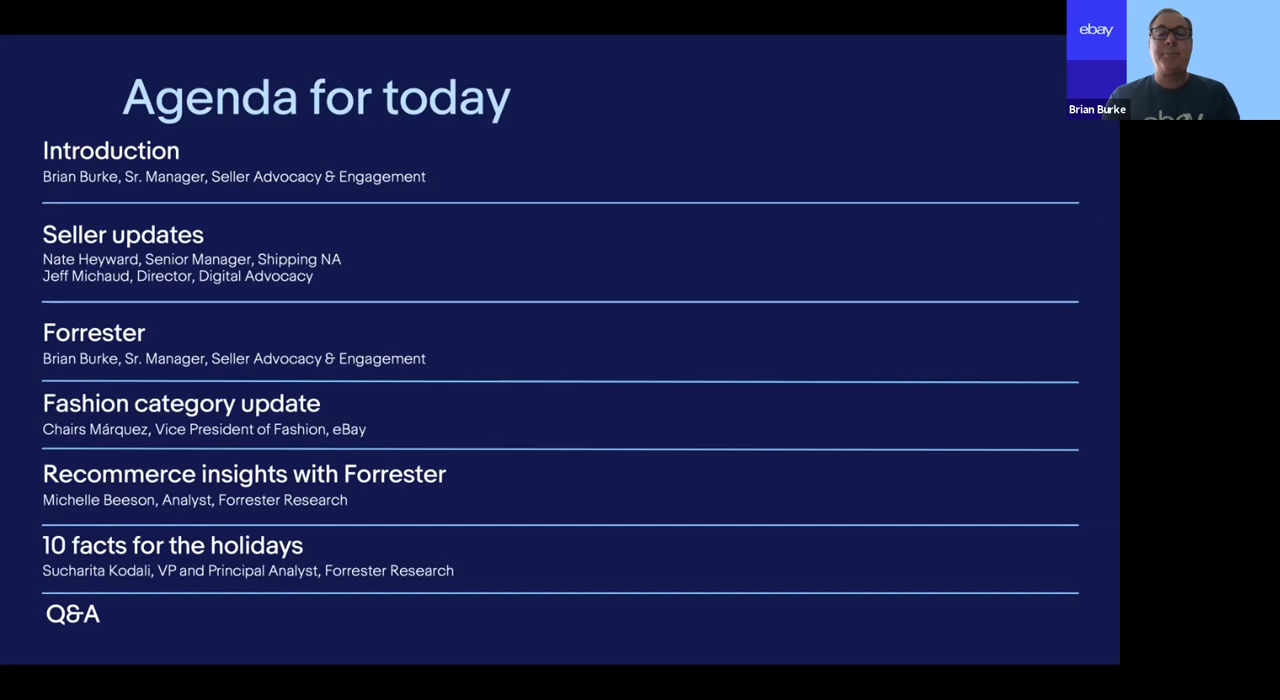 Agenda for today
Introduction
Brian Burke, Sr. Manager, Seller Advocacy & Engagement
Seller updates
Nate Heyward, Senior Manager, Shipping NA
Jeff Michaud, Director, Digital Advocacy
Forrester
Brian Burke, Sr. Manager, Seller Advocacy & Engagement
Fashion category update
Chairs Márquez, Vice President of Fashion, eBay
Recommerce insights with Forrester
Michelle Beeson, Analyst, Forrester Research
10 facts for the holidays
Sucharita Kodali, VP and Principal Analyst, Forrester Research
Q&A
ebay
Brian Burke
ebay